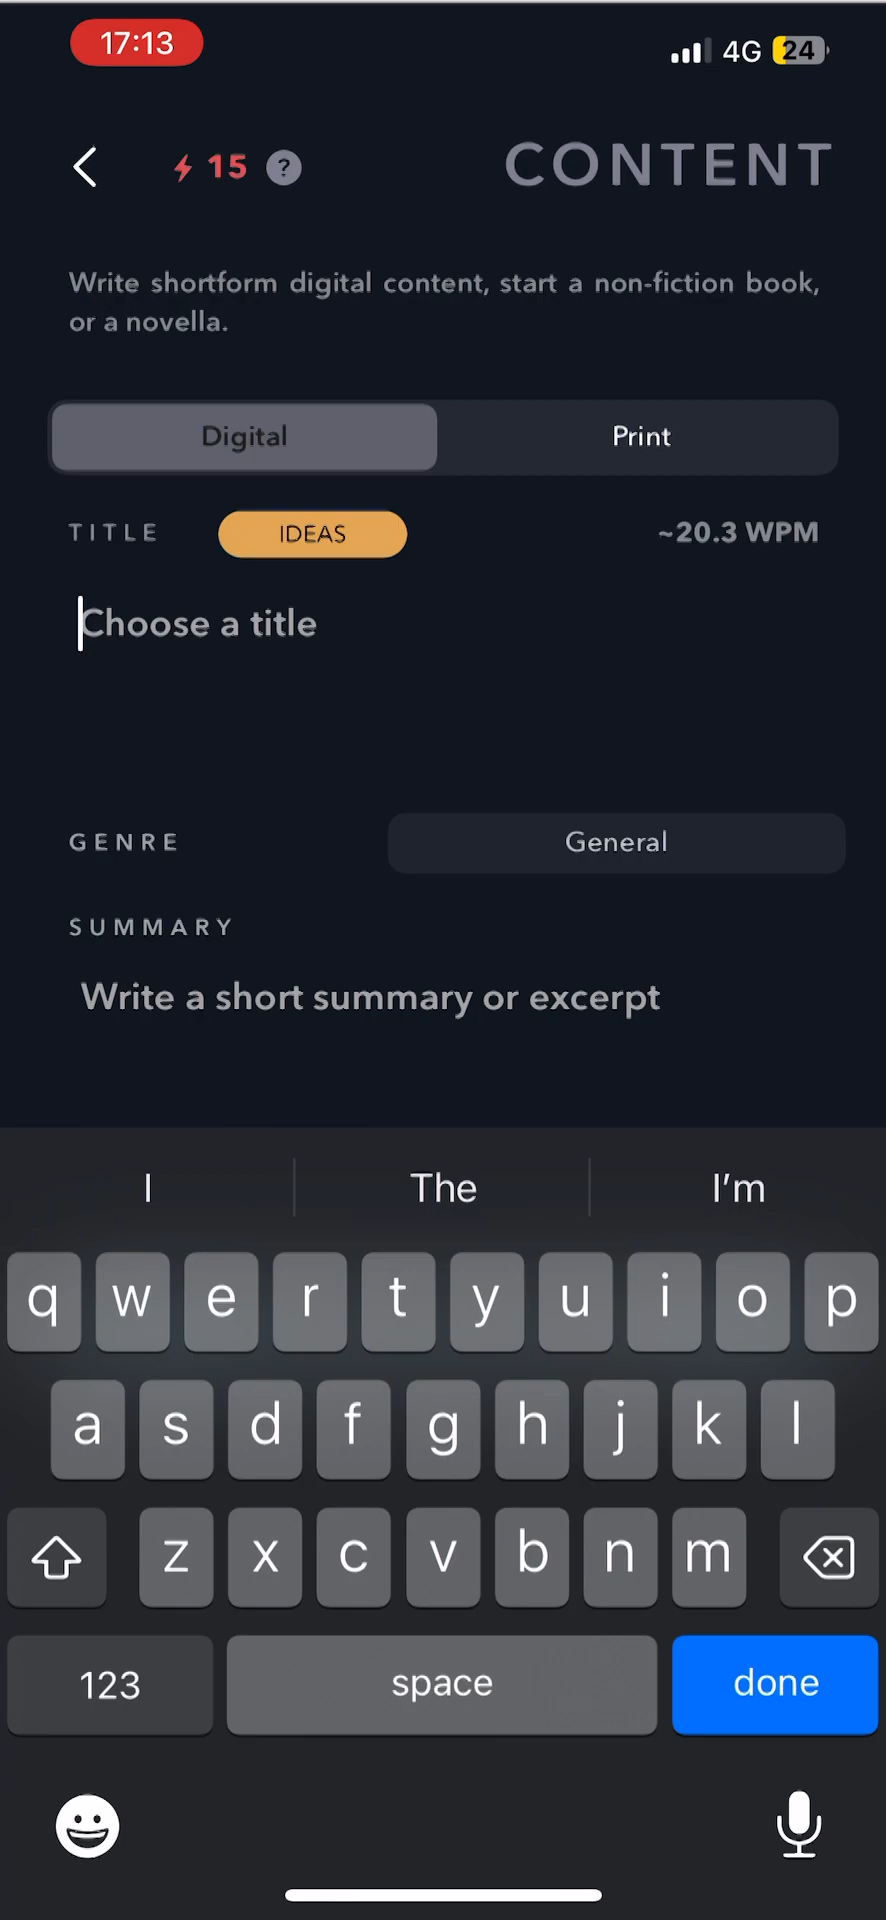 17:13 4G 24
15 ? CONTENT
Write shortform digital content, start a non-fiction book,
or a novella.
Digital Print
TITLE IDEAS ~20.3 WPM
Choose a title
GENRE General
SUMMARY
Write a short summary or excerpt
I The I'm
q w e r t y u i o p
a s d f g h j k l
z x c v b n m
123 space done